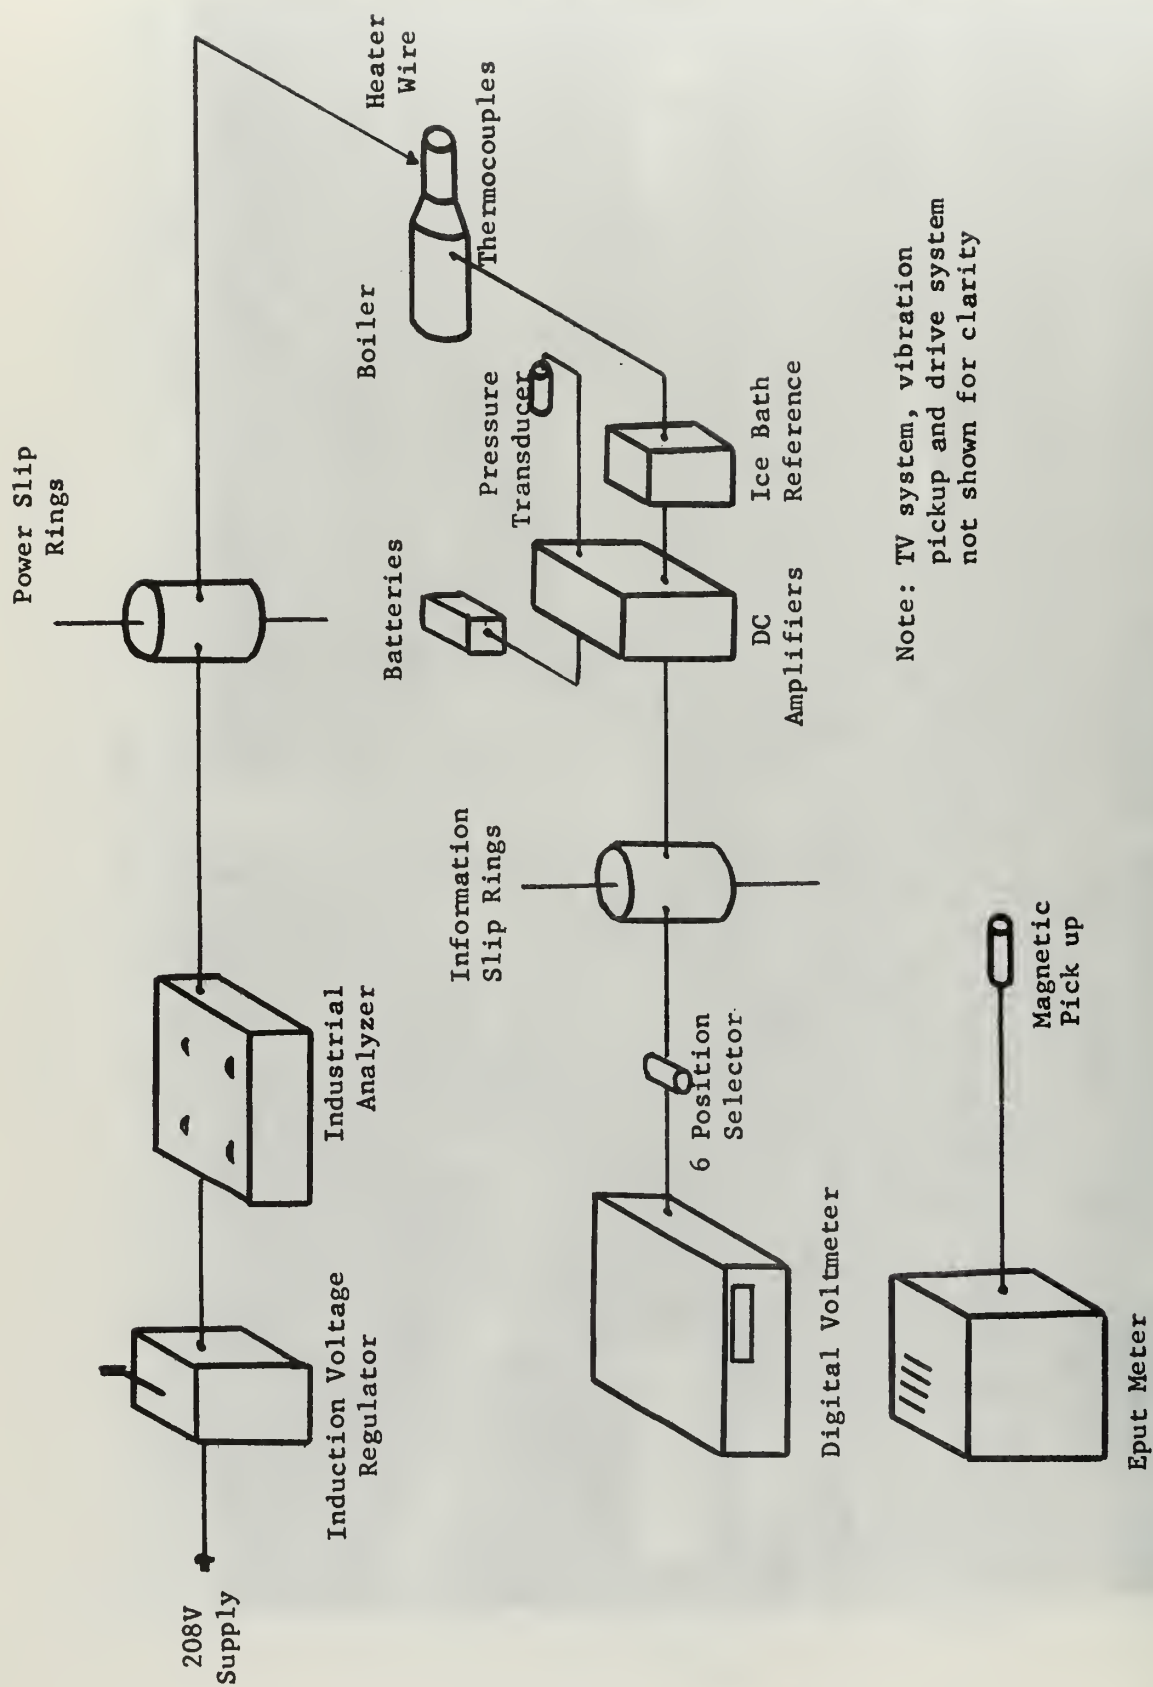 208V
Supply
Induction Voltage
Regulator
Industrial
Analyzer
Power Slip
Rings
Heater
Wire
Boiler
Thermocouples
Pressure
Transducer
Batteries
Ice Bath
Reference
DC
Amplifiers
Information
Slip Rings
6 Position
Selector
Digital Voltmeter
Magnetic
Pick up
Eput Meter
Note: TV system, vibration
pickup and drive system
not shown for clarity